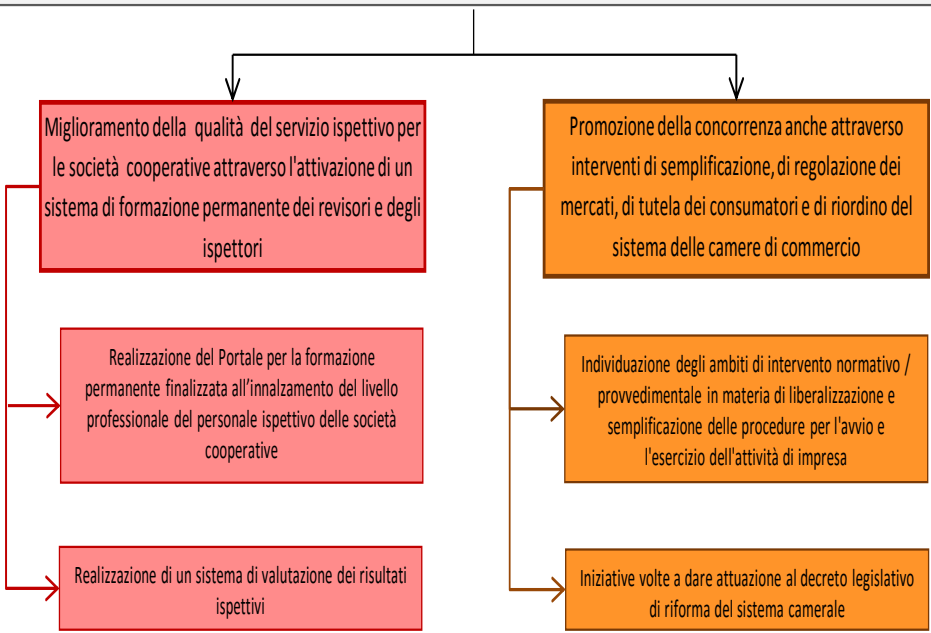 Miglioramento della qualità del servizio ispettivo per
le società cooperative attraverso l'attivazione di un
sistema di formazione permanente dei revisori e degli
ispettori
Promozione della concorrenza anche attraverso
interventi di semplificazione, di regolazione dei
mercati, di tutela dei consumatori e di riordino del
sistema delle camere di commercio
Realizzazione del Portale per la formazione
permanente finalizzata all’innalzamento del livello
professionale del personale ispettivo delle società
cooperative
Individuazione degli ambiti di intervento normativo /
provvedimentale in materia di liberalizzazione e
semplificazione delle procedure per l'avvio e
l'esercizio dell'attività di impresa
Realizzazione di un sistema di valutazione dei risultati
ispettivi
Iniziative volte a dare attuazione al decreto legislativo
di riforma del sistema camerale